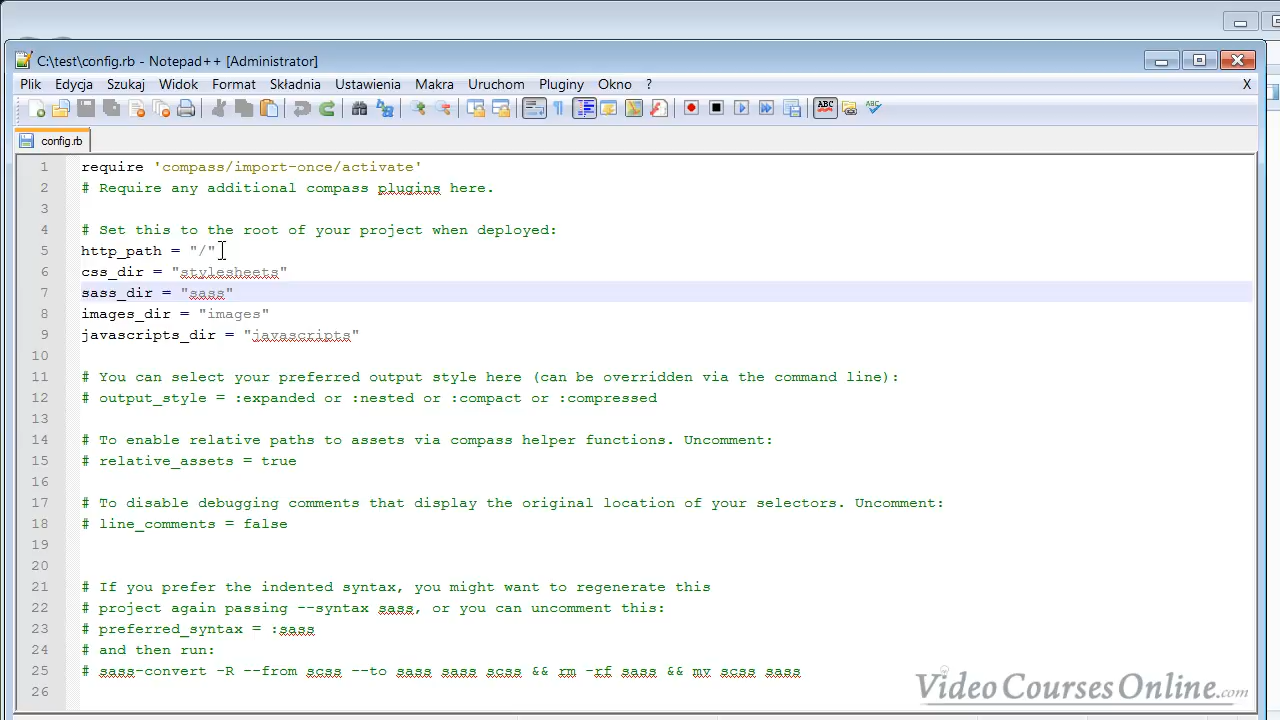 C:\test\config.rb - Notepad++ [Administrator]
Plik Edycja Szukaj Widok Format Składnia Ustawienia Makra Uruchom Pluginy Okno ? X
ABC ABC
config.rb
1 require 'compass/import-once/activate'
2 # Require any additional compass plugins here.
3
4 # Set this to the root of your project when deployed:
5 http_path = "/"
6 css_dir = "stylesheets"
7 sass_dir = "sass"
8 images_dir = "images"
9 javascripts_dir = "javascripts"
10
11 # You can select your preferred output style here (can be overridden via the command line):
12 # output_style = :expanded or :nested or :compact or :compressed
13
14 # To enable relative paths to assets via compass helper functions. Uncomment:
15 # relative_assets = true
16
17 # To disable debugging comments that display the original location of your selectors. Uncomment:
18 # line_comments = false
19
20
21 # If you prefer the indented syntax, you might want to regenerate this
22 # project again passing --syntax sass, or you can uncomment this:
23 # preferred_syntax = :sass
24 # and then run:
25 # sass-convert -R --from scss --to sass sass scss && rm -rf sass && mv scss sass
26
VideoCoursesOnline.com